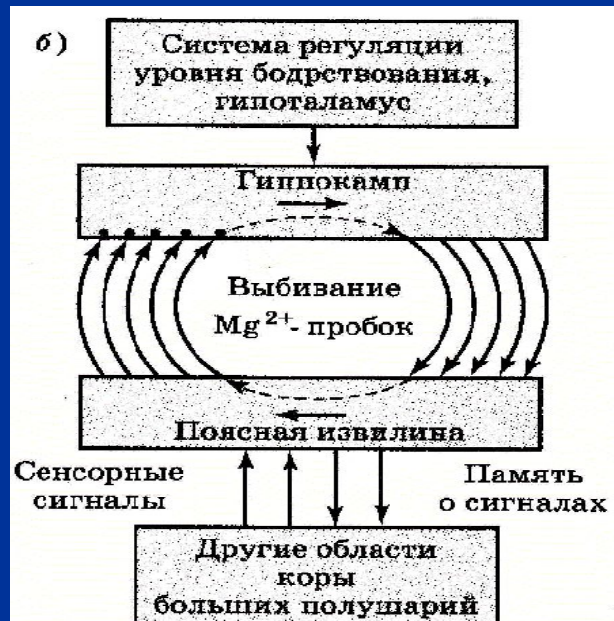 б)
Система регуляции
уровня бодрствования,
гипоталамус
Гиппокамп
Выбивание
Mg²⁺- пробок
Поясная извилина
Сенсорные
сигналы
Память
о сигналах
Другие области
коры
больших полушарий